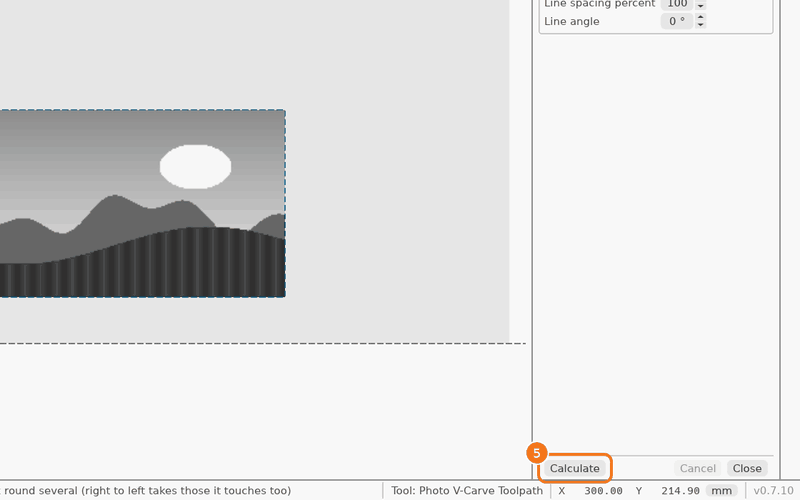 Line spacing percent 100
Line angle 0 °
5
Calculate Cancel Close
round several (right to left takes those it touches too) Tool: Photo V-Carve Toolpath X 300.00 Y 214.90 mm v0.7.10